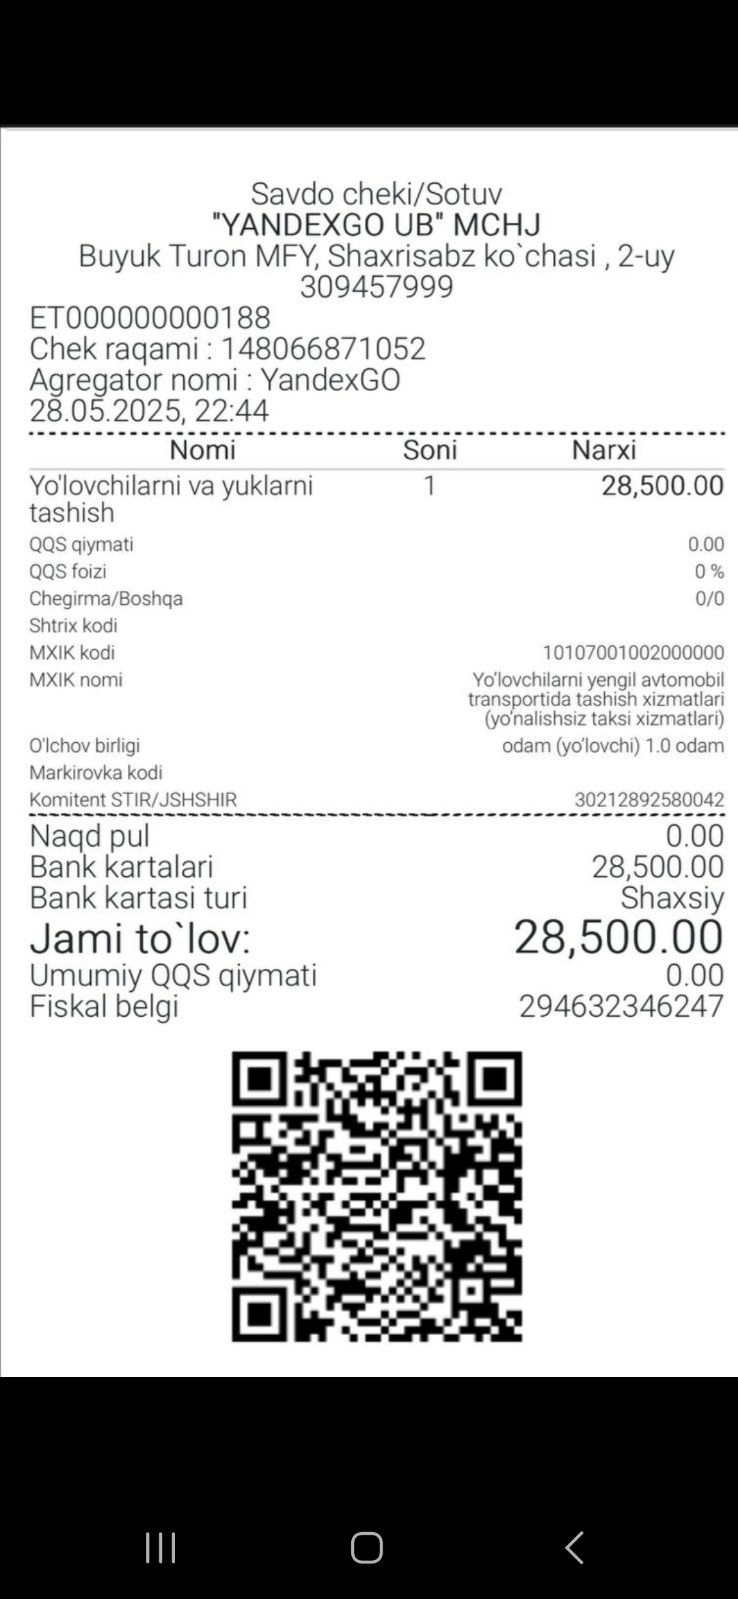 Savdo cheki/Sotuv
"YANDEXGO UB" MCHJ
Buyuk Turon MFY, Shaxrisabz ko`chasi , 2-uy
309457999
ET000000000188
Chek raqami : 148066871052
Agregator nomi : YandexGO
28.05.2025, 22:44
Nomi Soni Narxi
Yo'lovchilarni va yuklarni 1 28,500.00
tashish
QQS qiymati 0.00
QQS foizi 0 %
Chegirma/Boshqa 0/0
Shtrix kodi
MXIK kodi 10107001002000000
MXIK nomi Yo’lovchilarni yengil avtomobil
transportida tashish xizmatlari
(yo’nalishsiz taksi xizmatlari)
O'lchov birligi odam (yo’lovchi) 1.0 odam
Markirovka kodi
Komitent STIR/JSHSHIR 30212892580042
Naqd pul 0.00
Bank kartalari 28,500.00
Bank kartasi turi Shaxsiy
Jami to`lov: 28,500.00
Umumiy QQS qiymati 0.00
Fiskal belgi 294632346247